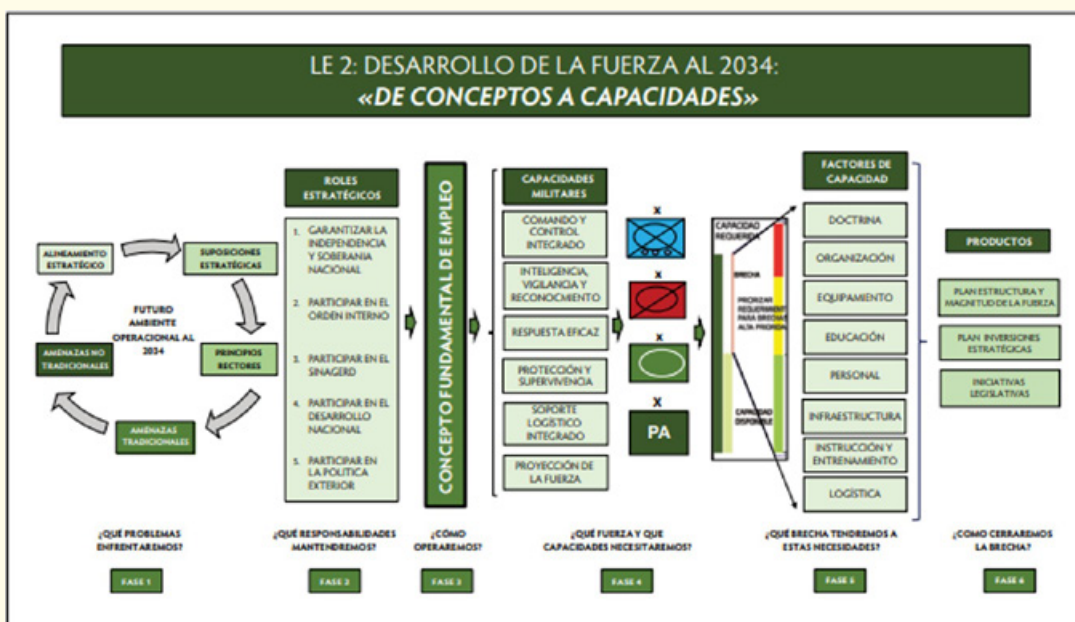 LE 2: DESARROLLO DE LA FUERZA AL 2034:
«DE CONCEPTOS A CAPACIDADES»
ALINEAMIENTO
ESTRATÉGICO
SUPOSICIONES
ESTRATÉGICAS
FUTURO
AMBIENTE
OPERACIONAL AL
2034
AMENAZAS NO
TRADICIONALES
PRINCIPIOS
RECTORES
AMENAZAS
TRADICIONALES
¿QUÉ PROBLEMAS
ENFRENTAREMOS?
FASE 1
ROLES
ESTRATÉGICOS
1. GARANTIZAR LA
INDEPENDENCIA
Y SOBERANIA
NACIONAL
2. PARTICIPAR EN EL
ORDEN INTERNO
3. PARTICIPAR EN EL
SINAGERD
4. PARTICIPAR EN EL
DESARROLLO
NACIONAL
5. PARTICIPAR EN
LA POLITICA
EXTERIOR
¿QUÉ RESPONSABILIDADES
MANTENDREMOS?
FASE 2
CONCEPTO FUNDAMENTAL DE EMPLEO
¿CÓMO
OPERAREMOS?
FASE 3
CAPACIDADES
MILITARES
COMANDO Y
CONTROL
INTEGRADO
INTELIGENCIA,
VIGILANCIA Y
RECONOCMIENTO
RESPUESTA EFICAZ
PROTECCIÓN Y
SUPERVIVENCIA
SOPORTE
LOGÍSTICO
INTEGRADO
PROYECCIÓN DE
LA FUERZA
X
X
X
X
PA
¿QUÉ FUERZA Y QUE
CAPACIDADES NECESITAREMOS?
FASE 4
CAPACIDAD
REQUERIDA
BRECHA
PRIORIZAR
PARA BRECHAS
ALTA
CAPACIDAD
DISPONIBLE
FACTORES DE
CAPACIDAD
DOCTRINA
ORGANIZACIÓN
EQUIPAMIENTO
EDUCACIÓN
PERSONAL
INFRAESTRUCTURA
INSTRUCCIÓN Y
ENTRENAMIENTO
LOGÍSTICA
¿QUÉ BRECHA TENDREMOS A
ESTAS NECESIDADES?
FASE 5
PRODUCTOS
PLAN ESTRUCTURA Y
MAGNITUD DE LA FUERZA
PLAN INVERSIONES
ESTRATÉGICAS
INICIATIVAS
LEGISLATIVAS
¿COMO CERRAREMOS
LA BRECHA?
FASE 6